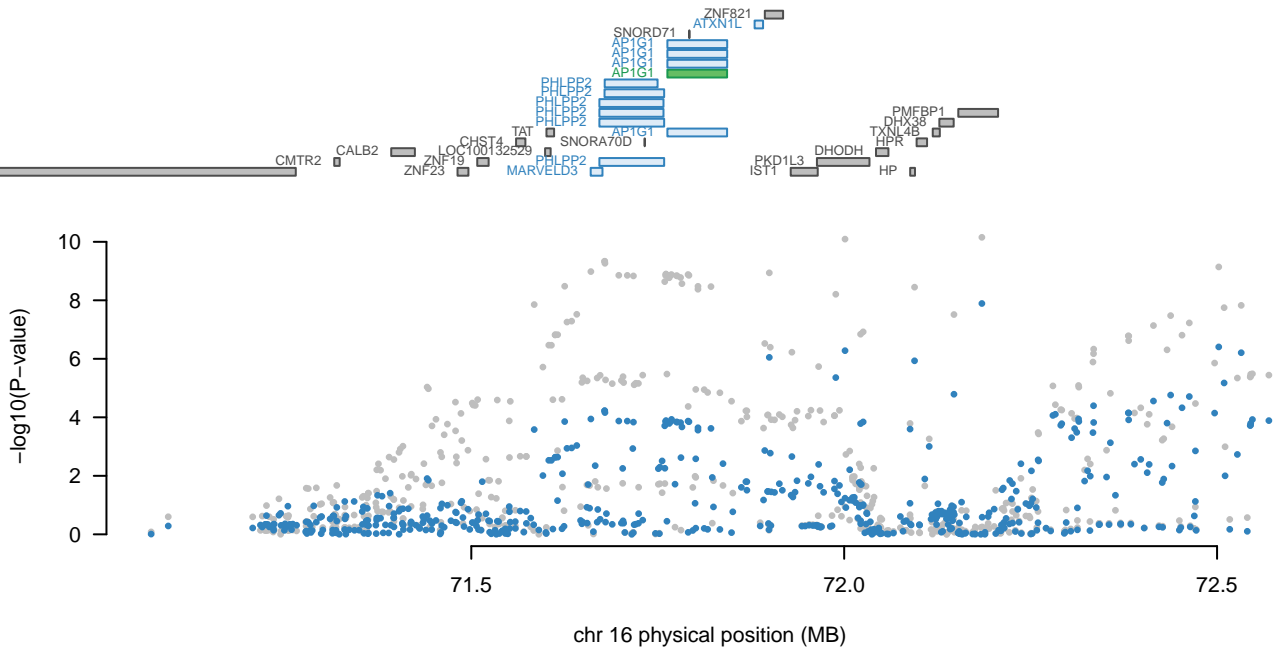 ZNF821
ATXN1L
SNORD71
AP1G1
AP1G1
AP1G1
AP1G1
PHLPP2
PHLPP2
PHLPP2
PHLPP2 PMFBP1
PHLPP2 DHX38
TAT AP1G1 TXNL4B
CHST4 SNORA70D HPR
CALB2 LOC100132529 DHODH
CMTR2 ZNF19 PHLPP2 PKD1L3
ZNF23 MARVELD3 IST1 HP
10
8
6
4
2
0
−log10(P−value)
71.5 72.0 72.5
chr 16 physical position (MB)